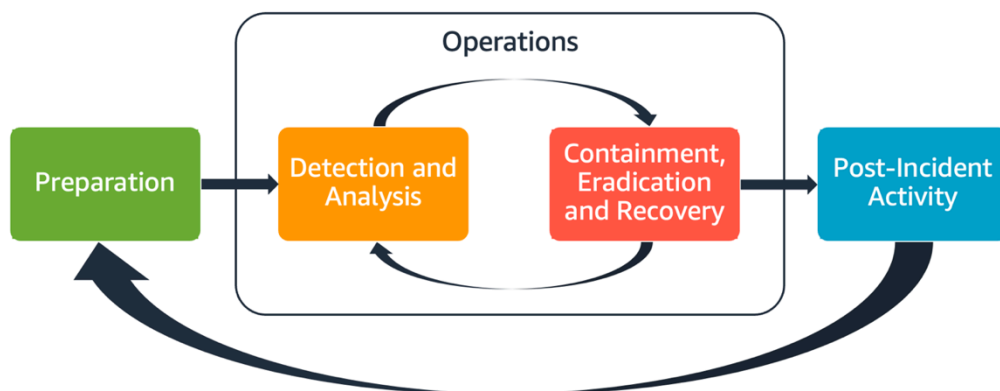 Operations
Preparation
Detection and
Analysis
Containment,
Eradication
and Recovery
Post-Incident
Activity